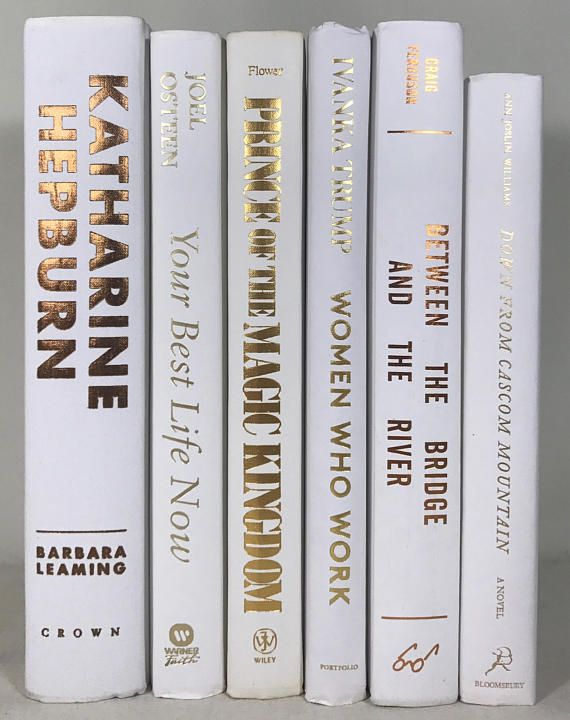 KATHARINE
HEPBURN
BARBARA
LEAMING
CROWN
JOEL
OSTEEN
Your Best Life Now
WARNER
Faith
Flower
PRINCE OF THE MAGIC KINGDOM
WILEY
IVANKA TRUMP
WOMEN WHO WORK
PORTFOLIO
CRAIG
FERGUSON
BETWEEN THE BRIDGE
AND THE RIVER
ANN JOSLIN WILLIAMS
DOWN FROM CASCOM MOUNTAIN
A NOVEL
BLOOMSBURY